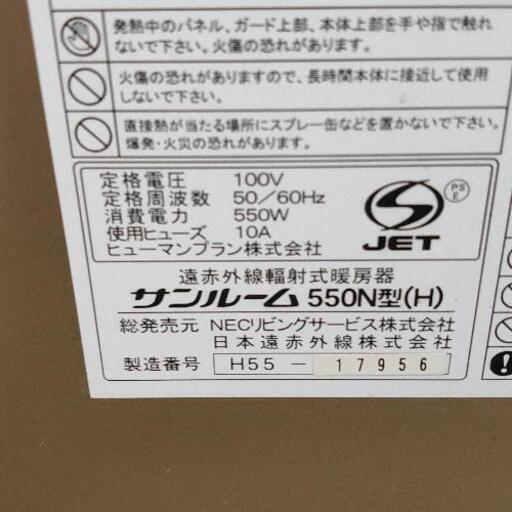 発熱中のパネル、ガード上部、本体上部を手や指で触れ
ないで下さい。火傷の恐れがあります。
火傷の恐れがありますので、長時間本体に接近して使用
しないで下さい。
直接熱が当たる場所にスプレー缶などを置かないで下さい。
爆発・火災の恐れがあります。
定格電圧 100V
定格周波数 50/60Hz
消費電力 550W
使用ヒューズ 10A
ヒューマンプラン株式会社
PS
E
JET
遠赤外線輻射式暖房器
サンルーム 550N型(H)
総発売元 NECリビングサービス株式会社
日本遠赤外線株式会社
製造番号 H55－17956